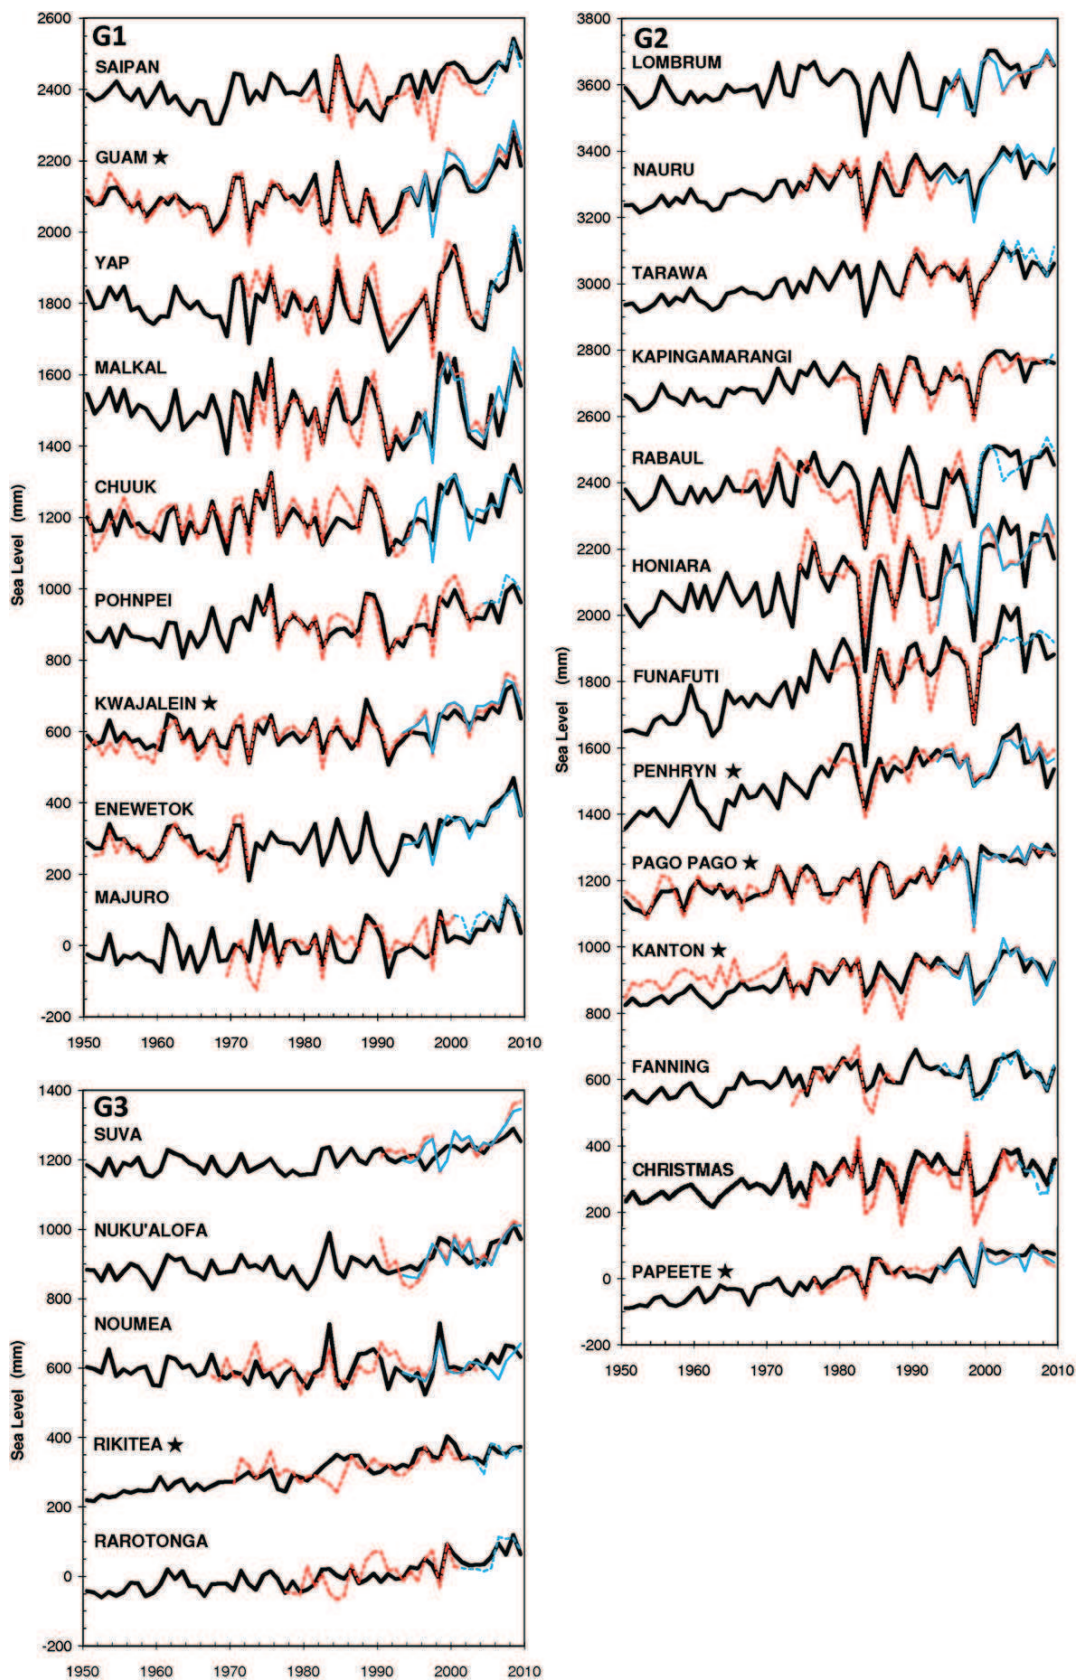 G1
2600
SAIPAN
2400
2200
GUAM ★
2000
YAP
1800
1600
MALKAL
1400
CHUUK
1200
1000
POHNPEI
800
KWAJALEIN ★
600
ENEWETOK
400
200
MAJURO
0
-200
Sea Level (mm)
1950 1960 1970 1980 1990 2000 2010
G3
1400
SUVA
1200
NUKU'ALOFA
1000
800
NOUMEA
600
RIKITEA ★
400
200
RAROTONGA
0
-200
Sea Level (mm)
1950 1960 1970 1980 1990 2000 2010
G2
3800
LOMBRUM
3600
3400
NAURU
3200
TARAWA
3000
2800
KAPINGAMARANGI
2600
RABAUL
2400
2200
HONIARA
2000
FUNAFUTI
1800
1600
PENHRYN ★
1400
PAGO PAGO ★
1200
1000
KANTON ★
800
FANNING
600
400
CHRISTMAS
200
PAPEETE ★
0
-200
Sea Level (mm)
1950 1960 1970 1980 1990 2000 2010